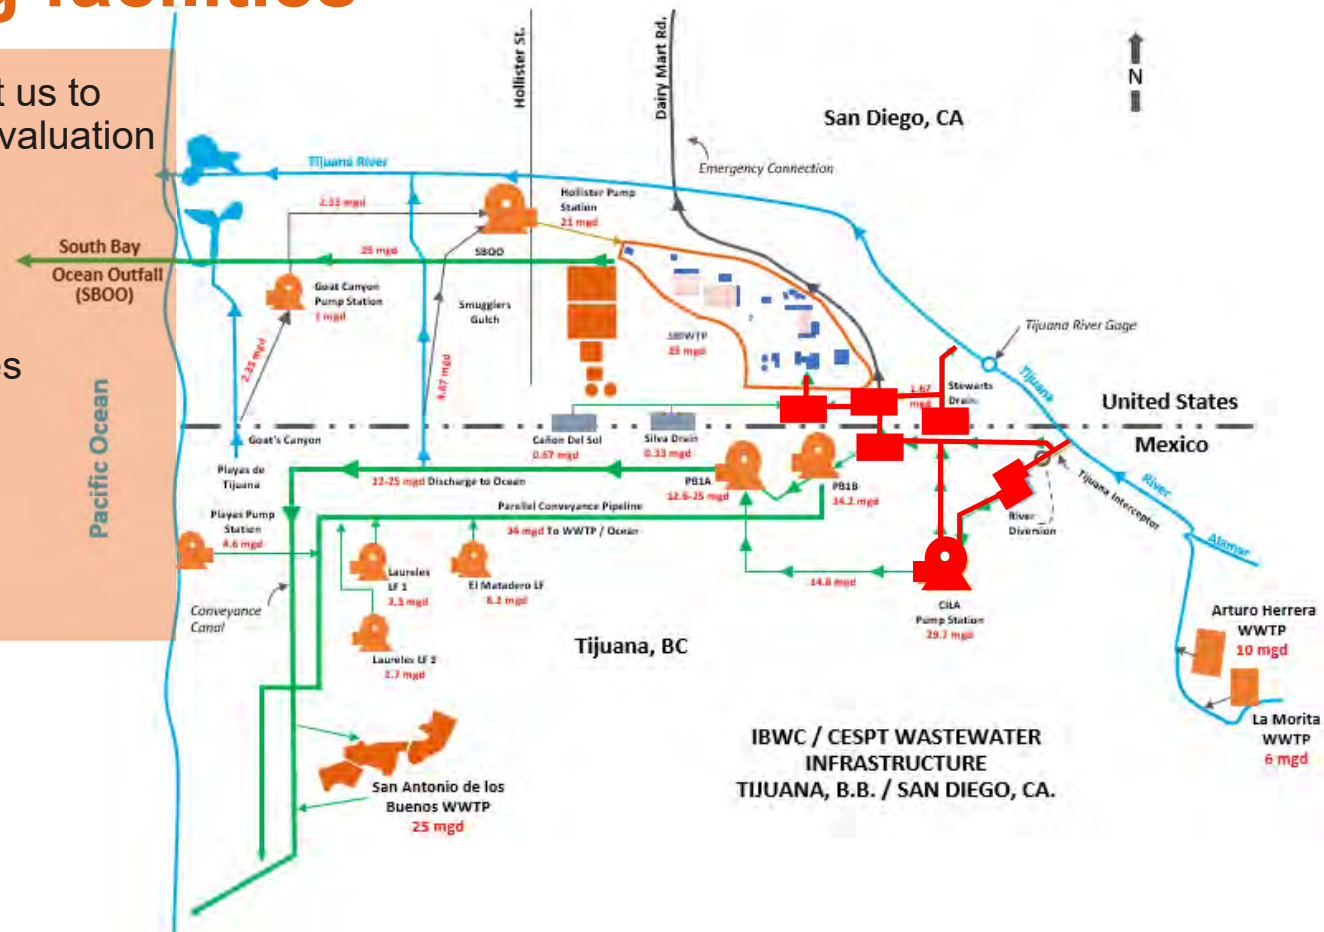 g facilities
t us to
valuation
es
Hollister St.
Dairy Mart Rd.
N
San Diego, CA
Emergency Connection
Tijuana River
2.33 mgd
Hollister Pump
Station
21 mgd
South Bay
Ocean Outfall
(SBOO)
25 mgd
SBOO
Goat Canyon
Pump Station
Smugglers
Gulch
SBIWTP
25 mgd
Tijuana River Gage
2.33 mgd
4.67 mgd
1.67
mgd
Stewarts
Drain
Tijuana
United States
Mexico
Pacific Ocean
Goat's Canyon
Cañon Del Sol
0.67 mgd
Silva Drain
0.33 mgd
Playas de
Tijuana
12-25 mgd Discharge to Ocean
PB1A
12.6-25 mgd
PB1B
34.2 mgd
Tijuana Interceptor
River
Playas Pump
Station
4.6 mgd
Parallel Conveyance Pipeline
34 mgd To WWTP / Ocean
River
Diversion
Alamar
Laureles
LF 1
El Matadero LF
14.8 mgd
Conveyance
Canal
CILA
Pump Station
29.7 mgd
Arturo Herrera
WWTP
10 mgd
Laureles LF 2
2.7 mgd
Tijuana, BC
La Morita
WWTP
6 mgd
San Antonio de los
Buenos WWTP
25 mgd
IBWC / CESPT WASTEWATER
INFRASTRUCTURE
TIJUANA, B.B. / SAN DIEGO, CA.